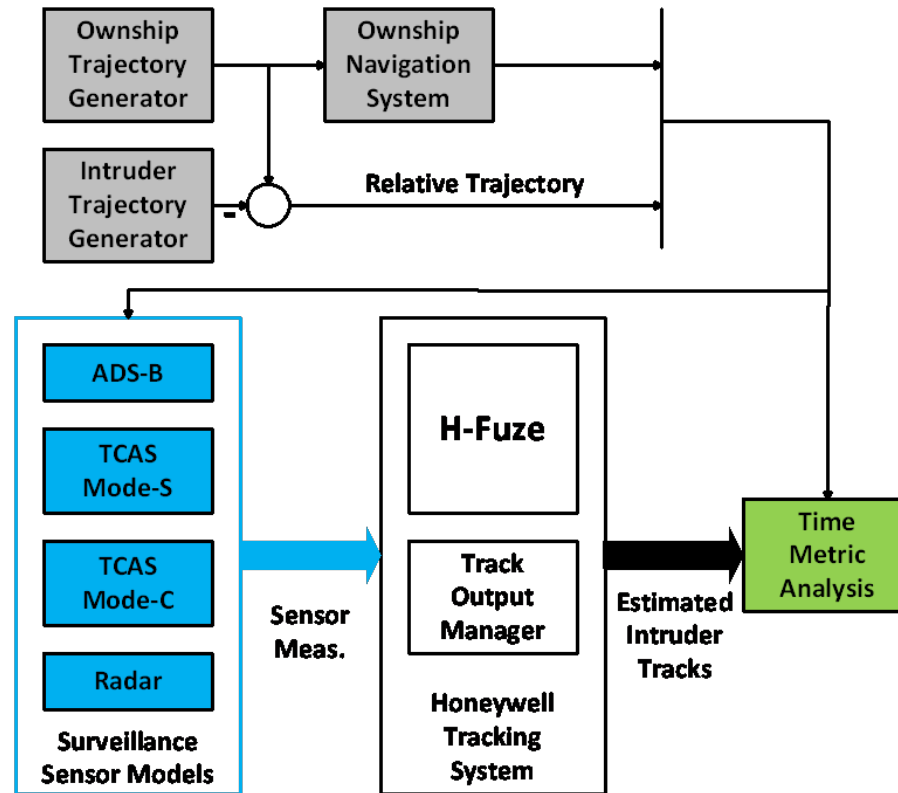 Ownship
Trajectory
Generator
Ownship
Navigation
System
Intruder
Trajectory
Generator
-
Relative Trajectory
ADS-B
TCAS
Mode-S
TCAS
Mode-C
Radar
Surveillance
Sensor Models
Sensor
Meas.
H-Fuze
Track
Output
Manager
Honeywell
Tracking
System
Estimated
Intruder
Tracks
Time
Metric
Analysis